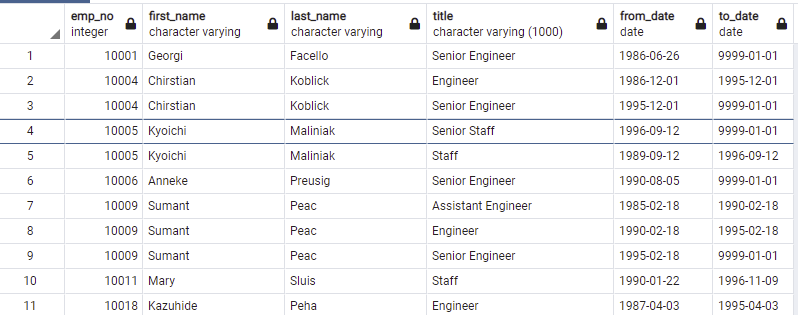 emp_no first_name last_name title from_date to_date
integer character varying character varying character varying (1000) date date
1 10001 Georgi Facello Senior Engineer 1986-06-26 9999-01-01
2 10004 Chirstian Koblick Engineer 1986-12-01 1995-12-01
3 10004 Chirstian Koblick Senior Engineer 1995-12-01 9999-01-01
4 10005 Kyoichi Maliniak Senior Staff 1996-09-12 9999-01-01
5 10005 Kyoichi Maliniak Staff 1989-09-12 1996-09-12
6 10006 Anneke Preusig Senior Engineer 1990-08-05 9999-01-01
7 10009 Sumant Peac Assistant Engineer 1985-02-18 1990-02-18
8 10009 Sumant Peac Engineer 1990-02-18 1995-02-18
9 10009 Sumant Peac Senior Engineer 1995-02-18 9999-01-01
10 10011 Mary Sluis Staff 1990-01-22 1996-11-09
11 10018 Kazuhide Peha Engineer 1987-04-03 1995-04-03